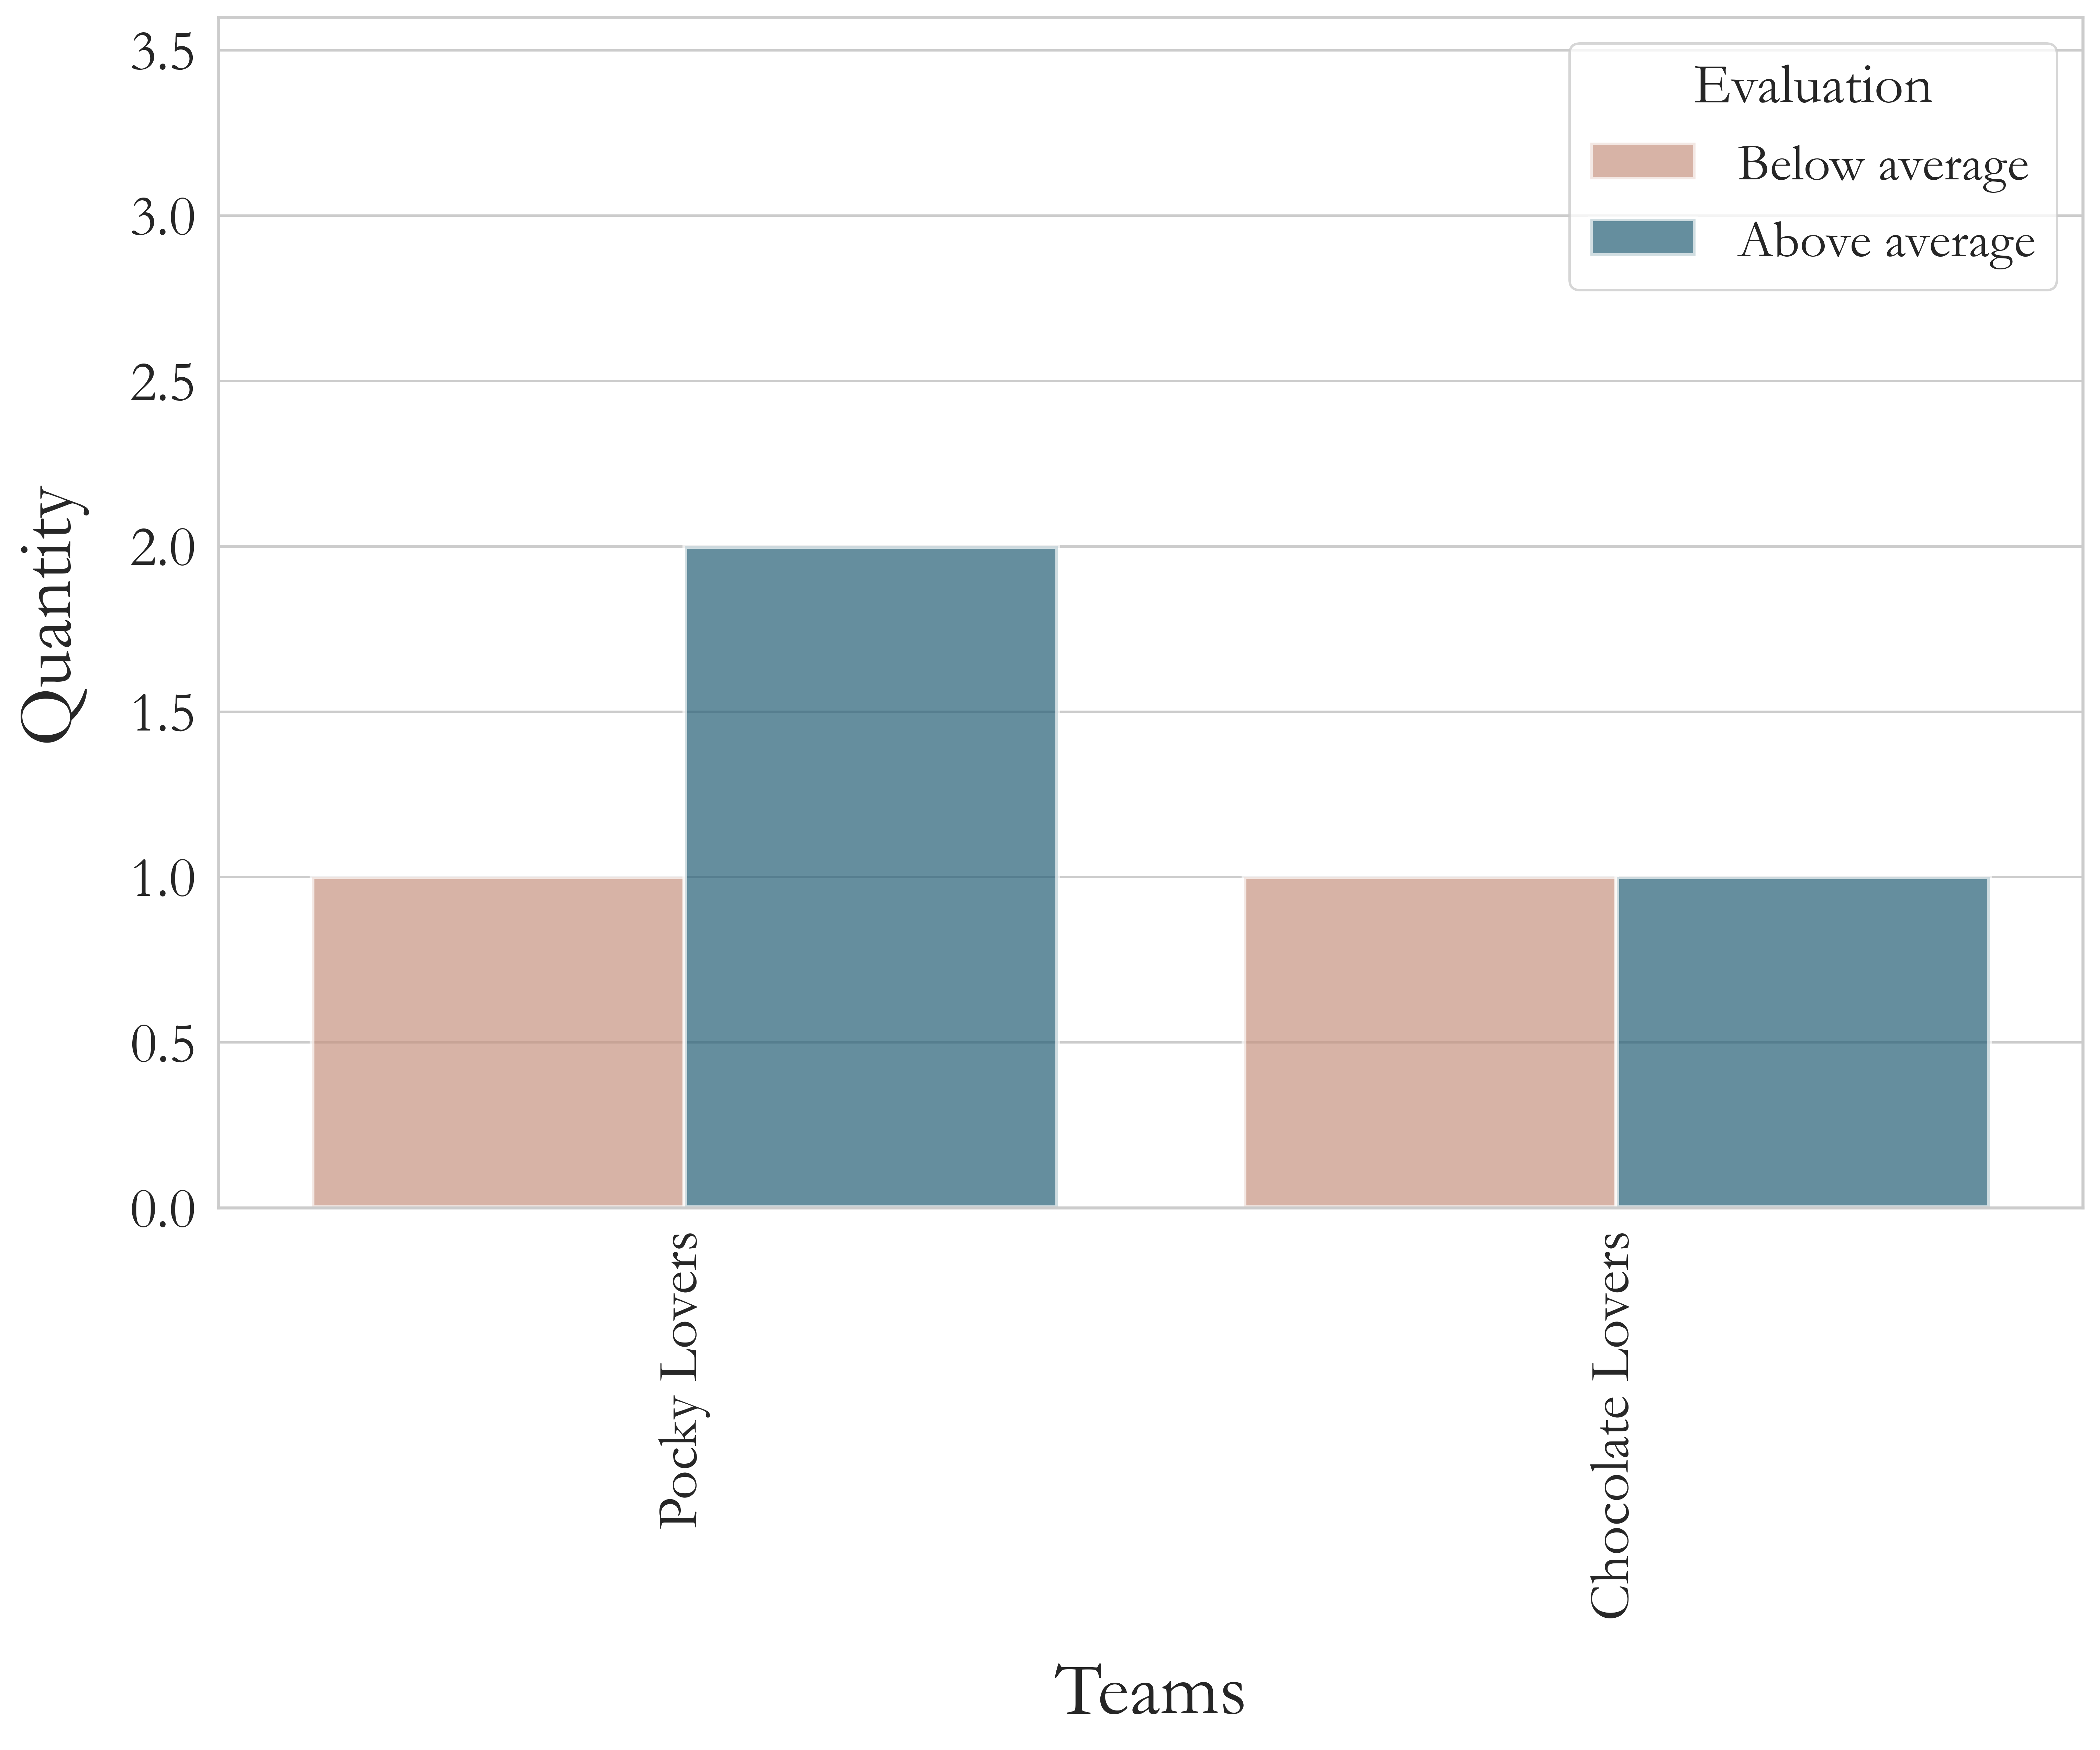 3.5
3.0
2.5
2.0
1.5
1.0
0.5
0.0
Quantity
Evaluation
Below average
Above average
Pocky Lovers
Chocolate Lovers
Teams